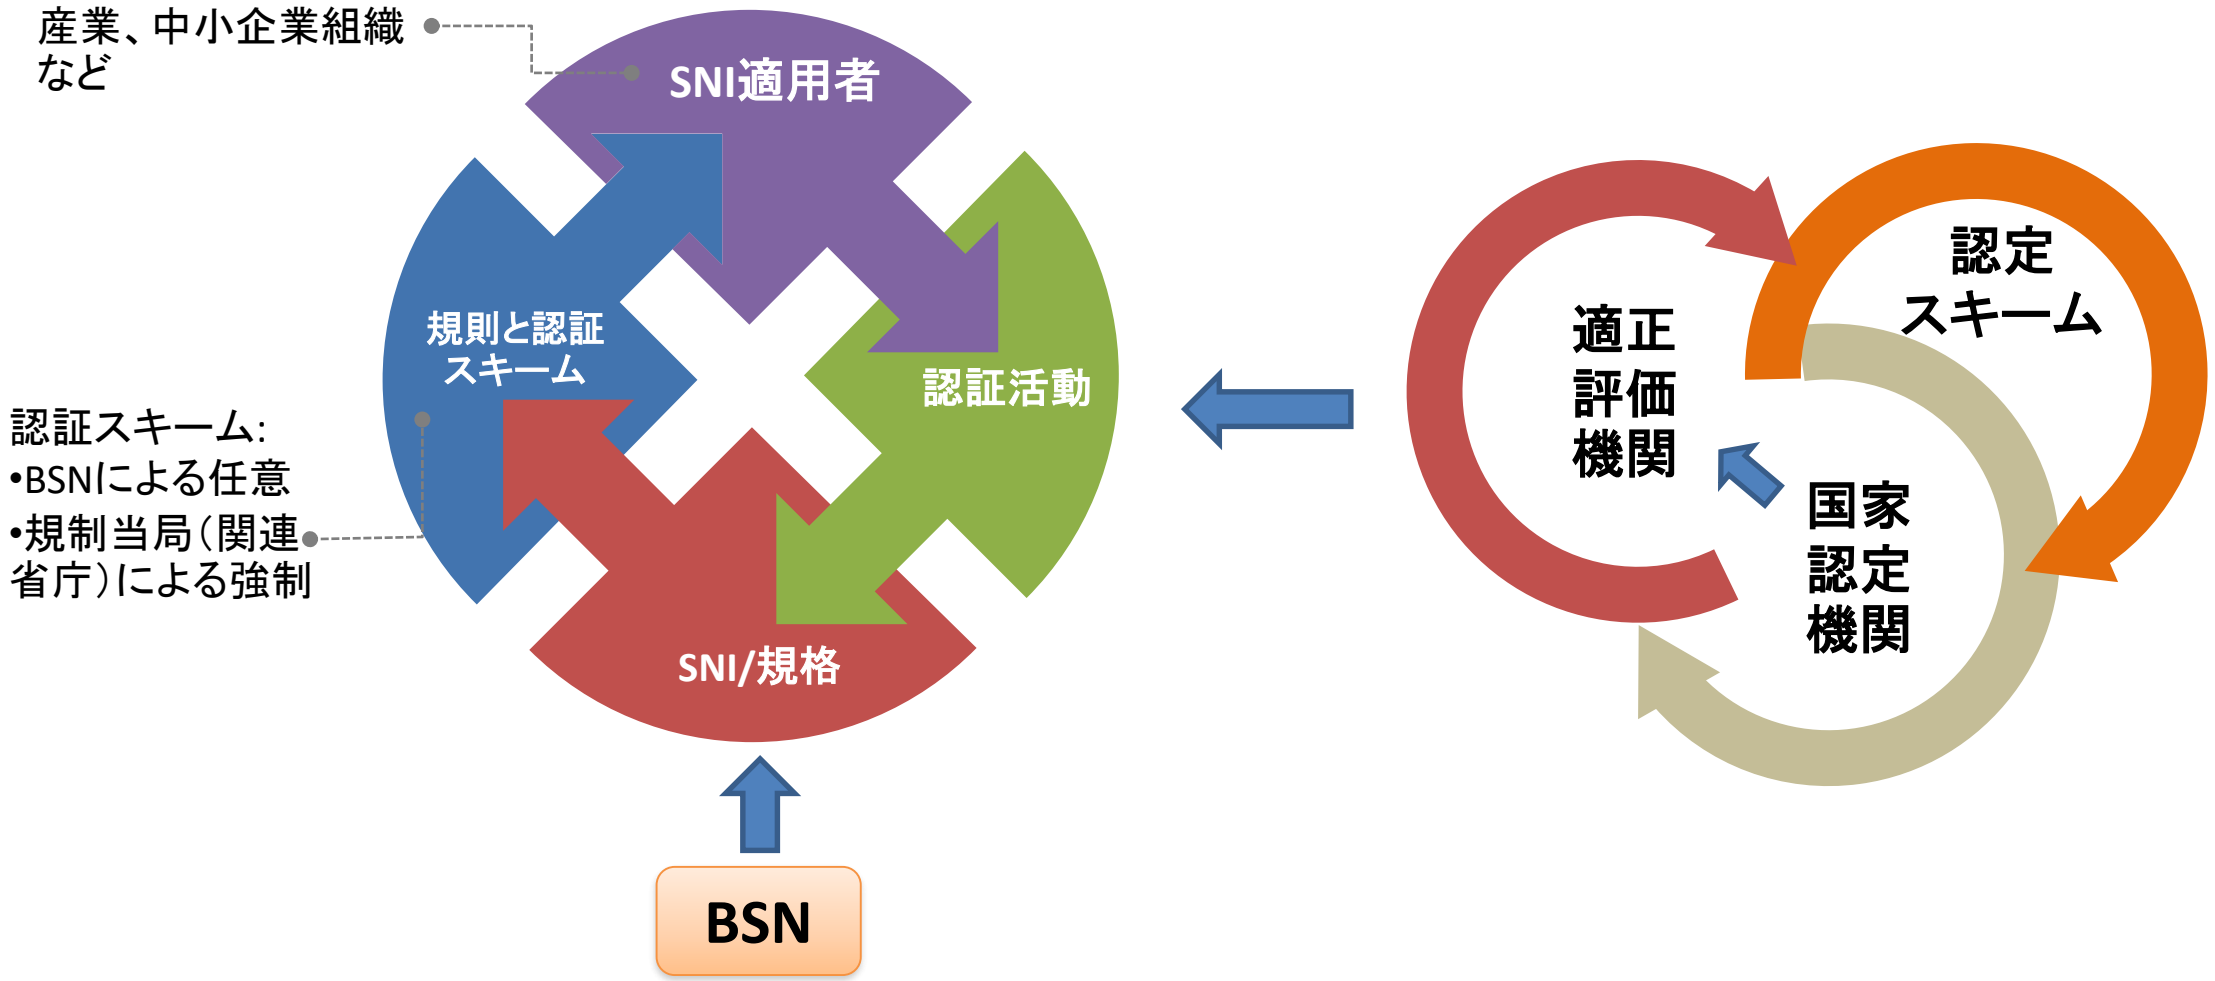 産業、中小企業組織
など
SNI適用者
規則と認証
スキーム
認証活動
SNI/規格
認証スキーム:
•BSNによる任意
•規制当局(関連
省庁)による強制
BSN
適正
評価
機関
認定
スキーム
国家
認定
機関